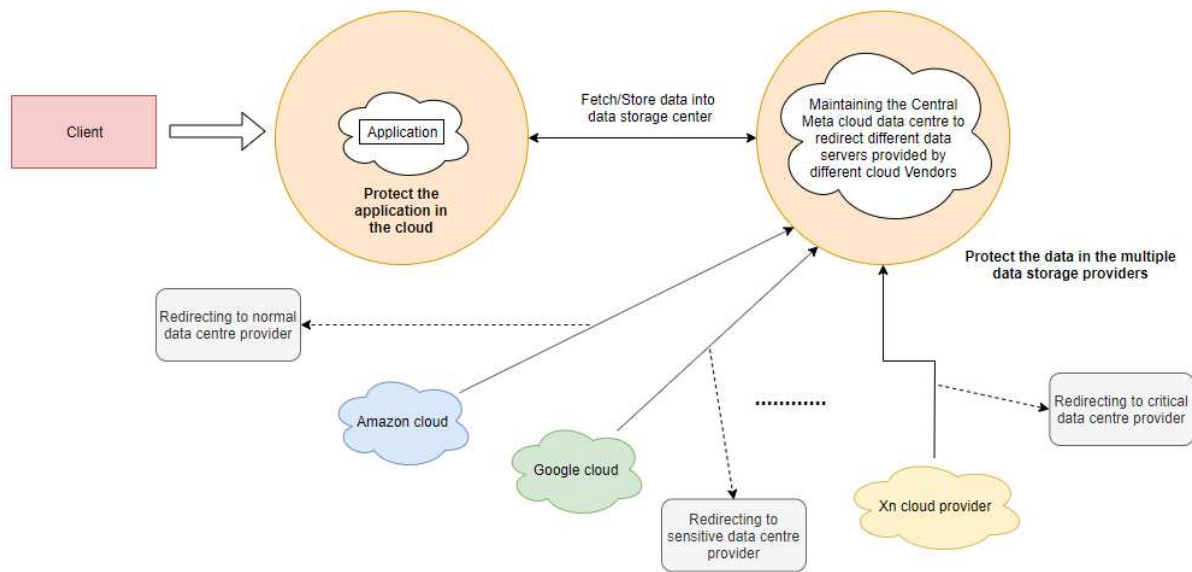 Client
Application
Protect the
application in
the cloud
Fetch/Store data into
data storage center
Maintaining the Central
Meta cloud data centre to
redirect different data
servers provided by
different cloud Vendors
Protect the data in the multiple
data storage providers
Redirecting to normal
data centre provider
Amazon cloud
Google cloud
Redirecting to
sensitive data centre
provider
Xn cloud provider
Redirecting to critical
data centre provider